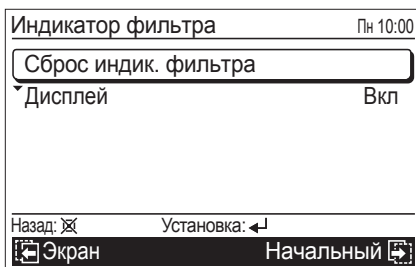 Индикатор фильтра Пн 10:00
Сброс индик. фильтра
Дисплей Вкл
Назад: Установка:
Экран Начальный